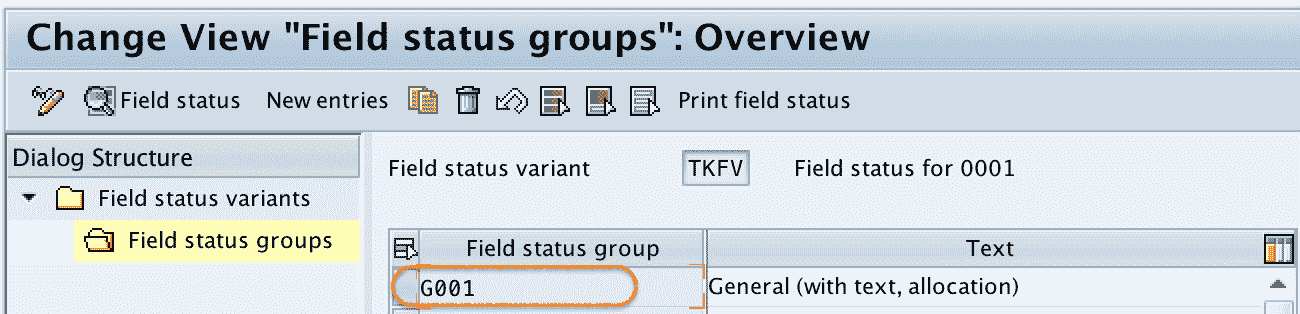 Change View "Field status groups": Overview
Field status New entries Print field status
Dialog Structure
Field status variants
Field status groups
Field status variant TKFV Field status for 0001
Field status group Text
G001 General (with text, allocation)